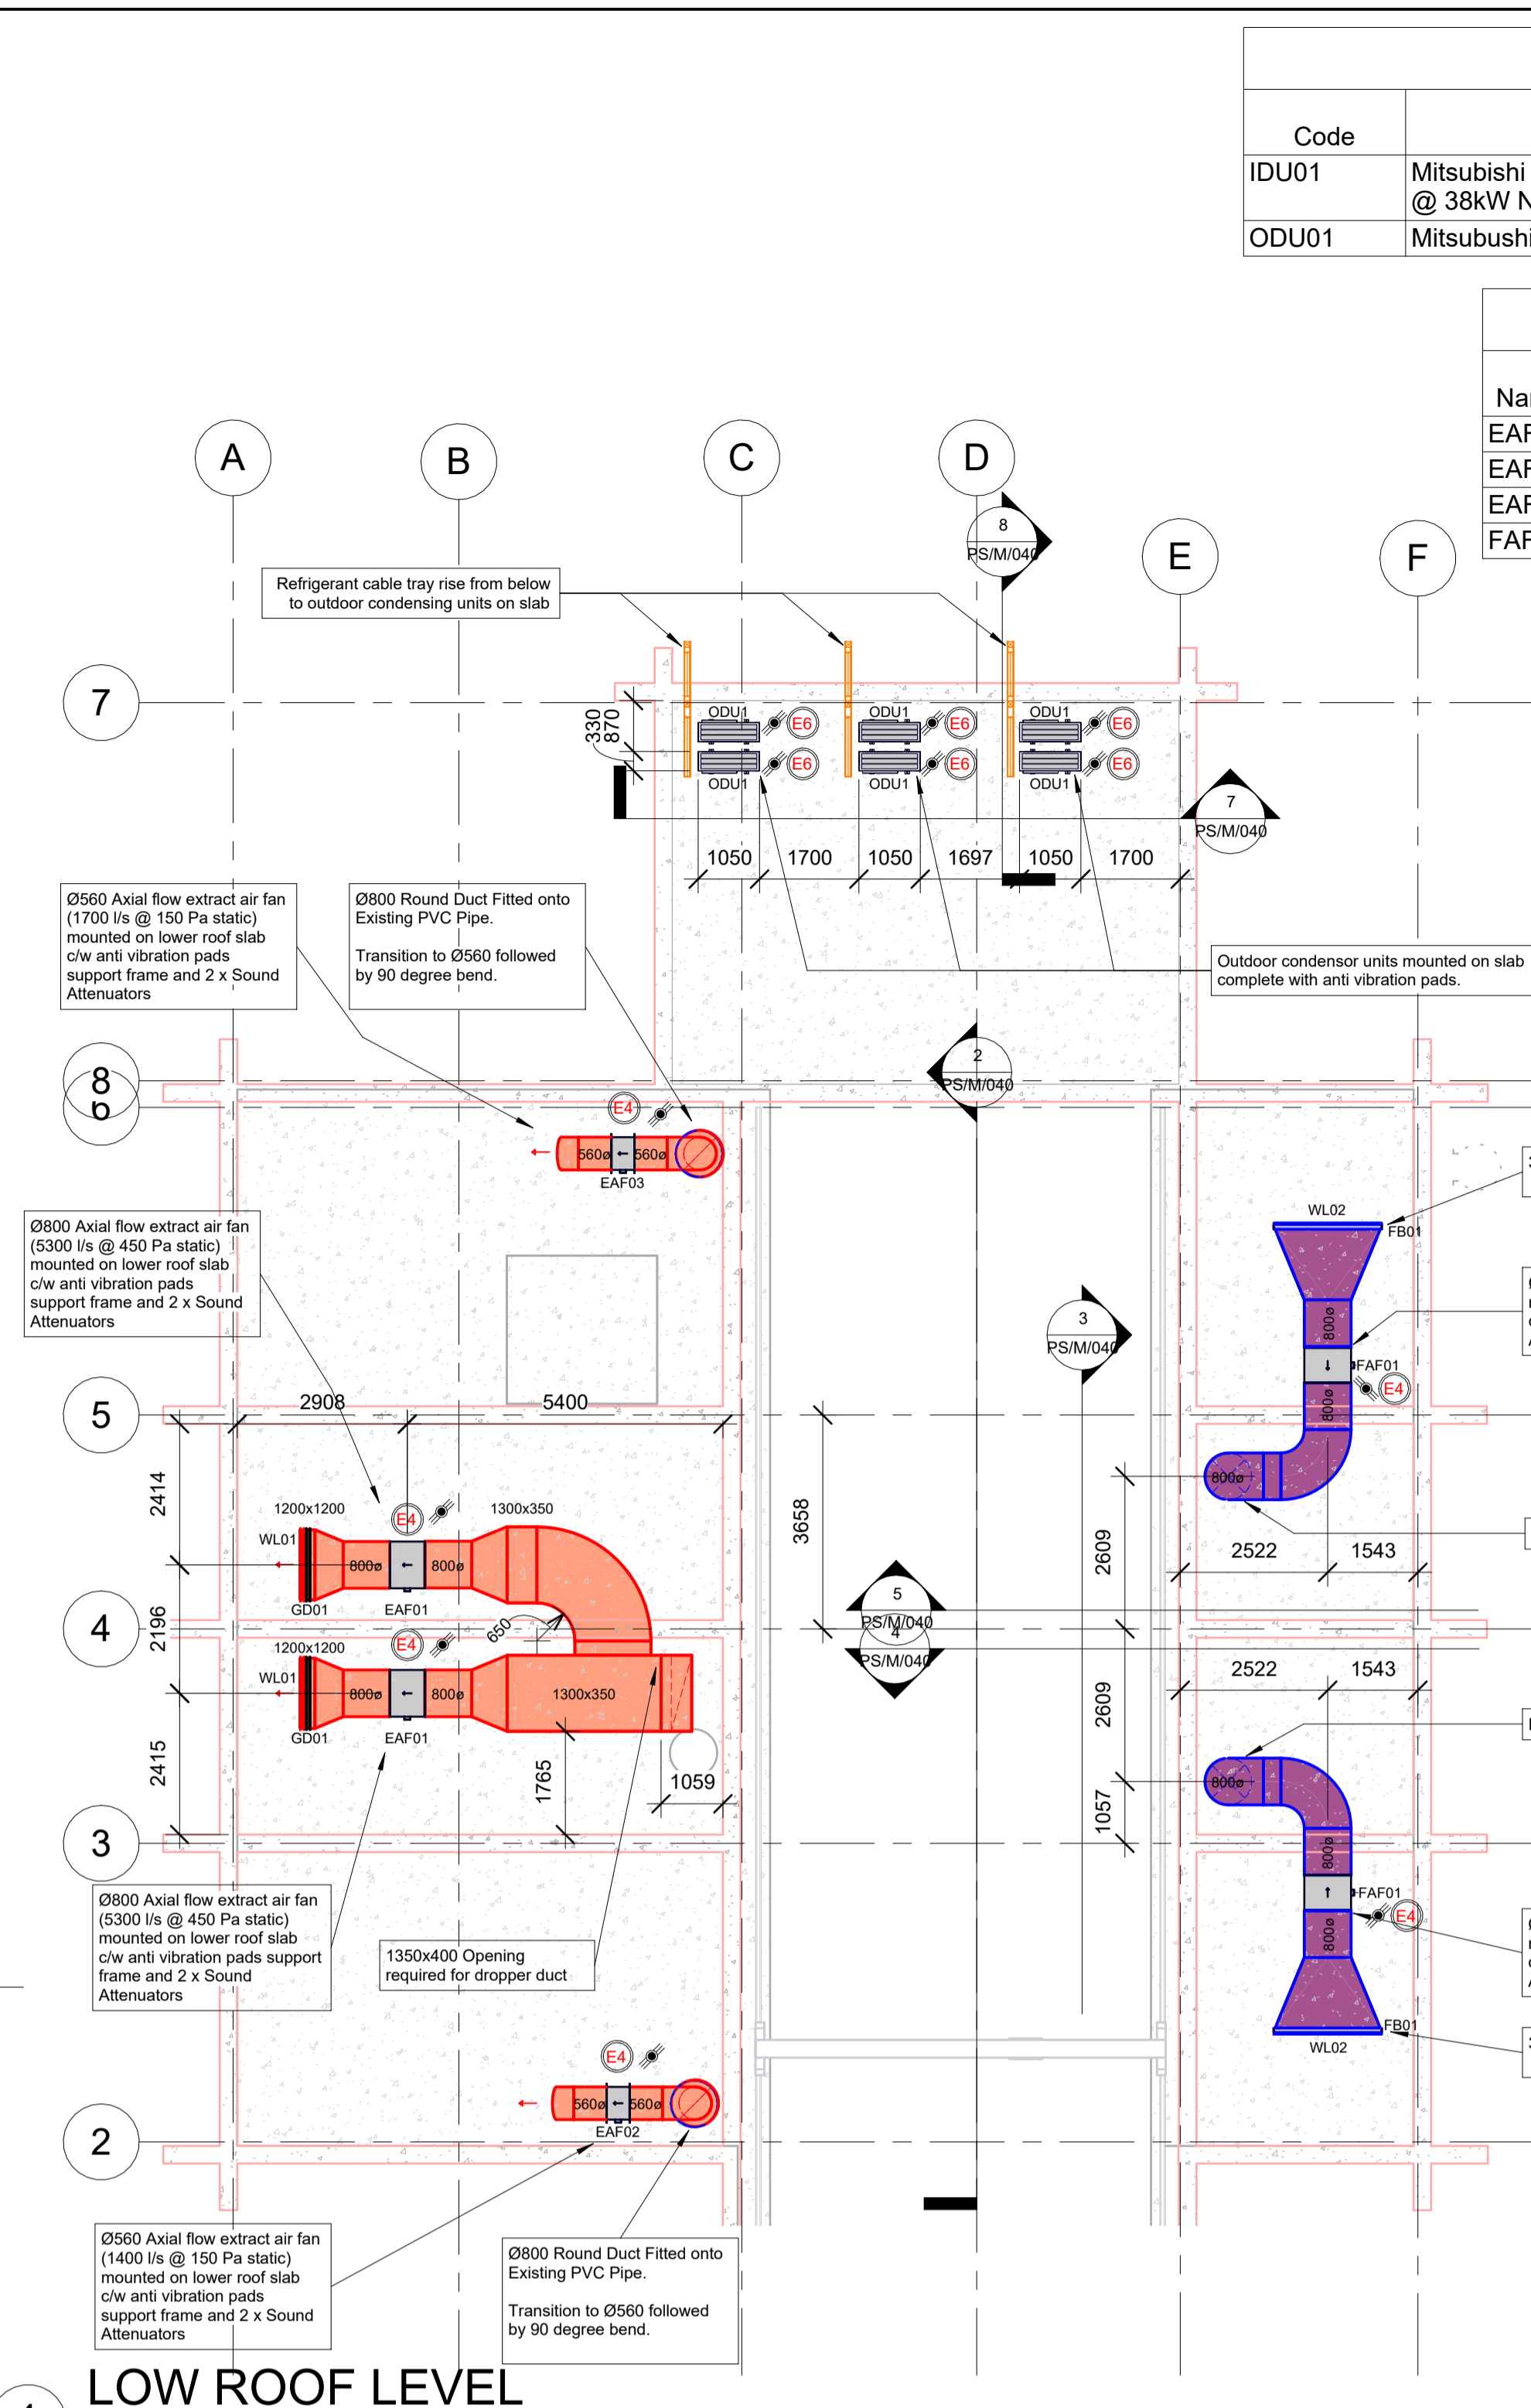 Code
IDU01
Mitsubishi
@ 38kW N
ODU01
Mitsubushi
Nar
EAF
EAF
EAF
FAF
A
B
C
D
E
F
8
PS/M/040
Refrigerant cable tray rise from below
to outdoor condensing units on slab
7
330
870
ODU1
E6
ODU1
E6
ODU1
E6
ODU1
E6
ODU1
E6
ODU1
E6
7
PS/M/040
1050
1700
1050
1697
1050
1700
Ø560 Axial flow extract air fan
(1700 l/s @ 150 Pa static)
mounted on lower roof slab
c/w anti vibration pads
support frame and 2 x Sound
Attenuators
Ø800 Round Duct Fitted onto
Existing PVC Pipe.
Transition to Ø560 followed
by 90 degree bend.
Outdoor condensor units mounted on slab
complete with anti vibration pads.
2
PS/M/040
8
6
E4
560ø
560ø
EAF03
Ø800 Axial flow extract air fan
(5300 l/s @ 450 Pa static)
mounted on lower roof slab
c/w anti vibration pads
support frame and 2 x Sound
Attenuators
WL02
FB01
800ø
FAF01
E4
800ø
800ø
3
PS/M/040
5
2908
5400
2414
3658
2609
2522
1543
1200x1200
E4
1300x350
WL01
800ø
800ø
GD01
EAF01
650
5
PS/M/040
4
PS/M/040
4
2196
1200x1200
E4
WL01
800ø
800ø
1300x350
GD01
EAF01
2522
1543
2609
2415
1765
1059
1057
800ø
3
800ø
FAF01
E4
800ø
FB01
WL02
Ø800 Axial flow extract air fan
(5300 l/s @ 450 Pa static)
mounted on lower roof slab
c/w anti vibration pads support
frame and 2 x Sound
Attenuators
1350x400 Opening
required for dropper duct
E4
560ø
560ø
EAF02
2
Ø560 Axial flow extract air fan
(1400 l/s @ 150 Pa static)
mounted on lower roof slab
c/w anti vibration pads
support frame and 2 x Sound
Attenuators
Ø800 Round Duct Fitted onto
Existing PVC Pipe.
Transition to Ø560 followed
by 90 degree bend.
LOW ROOF LEVEL